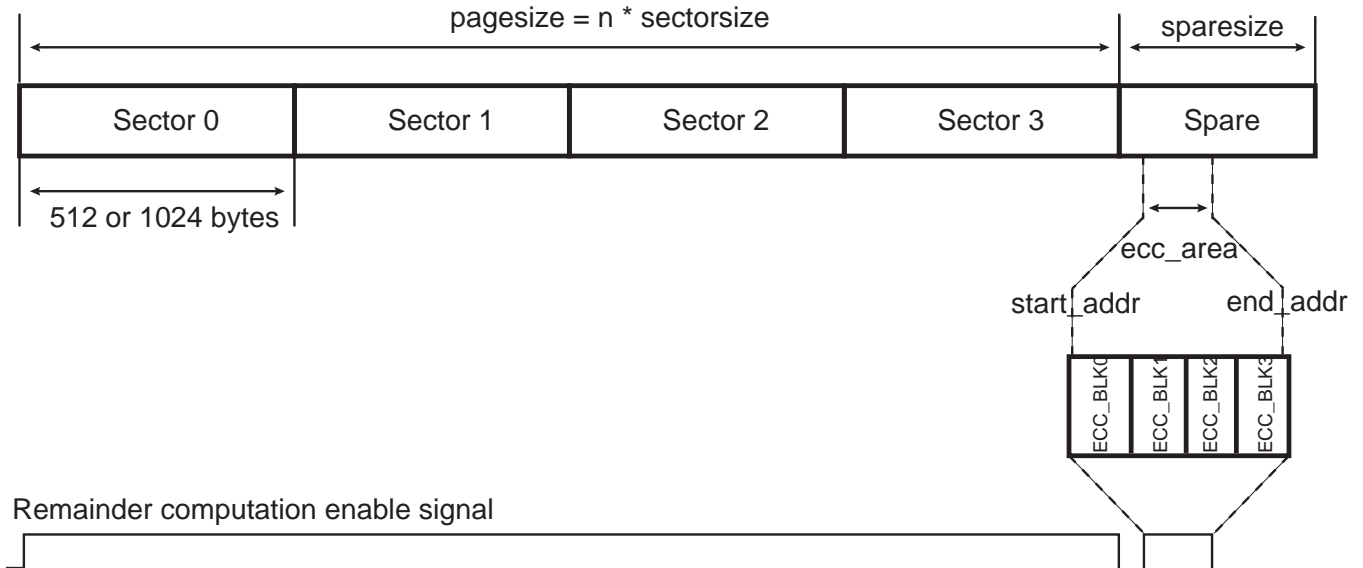 pagesize = n * sectorsize
sparesize
Sector 0
Sector 1
Sector 2
Sector 3
Spare
512 or 1024 bytes
ecc_area
start_addr
end_addr
ECC_BLK0
ECC_BLK1
ECC_BLK2
ECC_BLK3
Remainder computation enable signal